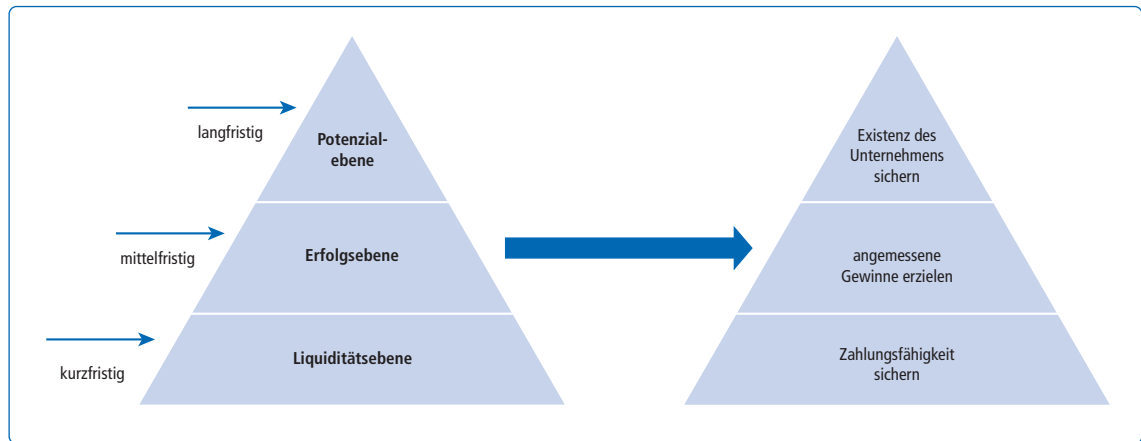 langfristig
Potenzial-
ebene
Existenz des
Unternehmens
sichern
mittelfristig
Erfolgsebene
angemessene
Gewinne erzielen
kurzfristig
Liquiditätsebene
Zahlungsfähigkeit
sichern